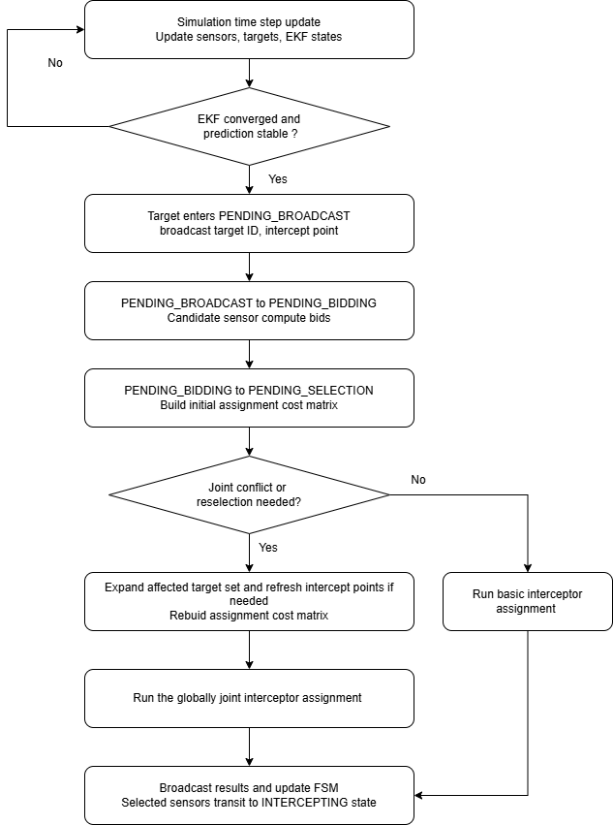 Simulation time step update
Update sensors, targets, EKF states
No
EKF converged and
prediction stable ?
Yes
Target enters PENDING_BROADCAST
broadcast target ID, intercept point
PENDING_BROADCAST to PENDING_BIDDING
Candidate sensor compute bids
PENDING_BIDDING to PENDING_SELECTION
Build initial assignment cost matrix
Joint conflict or
reselection needed?
No
Yes
Expand affected target set and refresh intercept points if
needed
Rebuid assignment cost matrix
Run basic interceptor
assignment
Run the globally joint interceptor assignment
Broadcast results and update FSM
Selected sensors transit to INTERCEPTING state